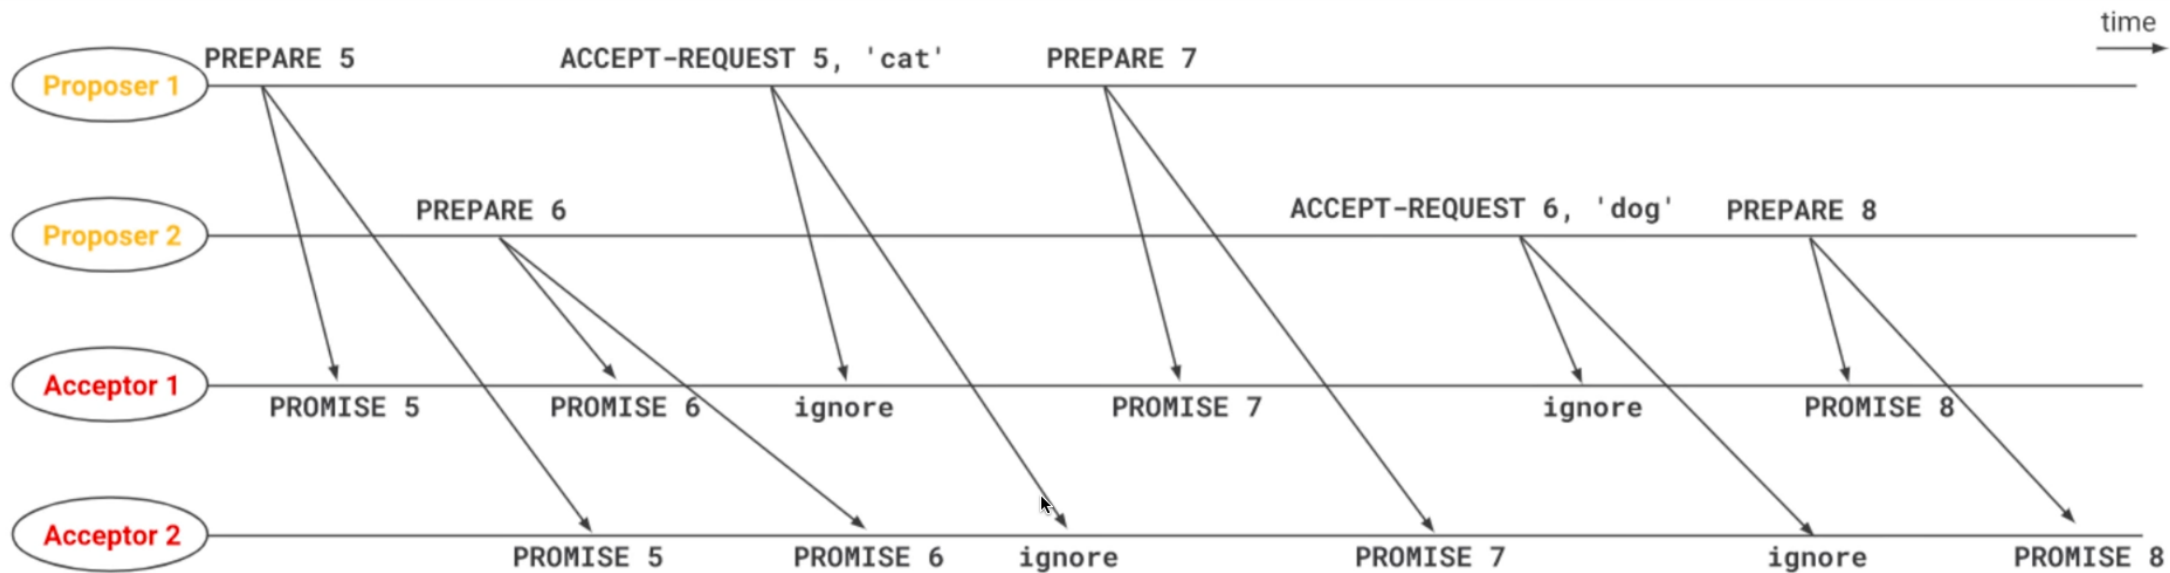 time
PREPARE 5 ACCEPT-REQUEST 5, 'cat' PREPARE 7
Proposer 1
PREPARE 6 ACCEPT-REQUEST 6, 'dog' PREPARE 8
Proposer 2
Acceptor 1
PROMISE 5 PROMISE 6 ignore PROMISE 7 ignore PROMISE 8
Acceptor 2
PROMISE 5 PROMISE 6 ignore PROMISE 7 ignore PROMISE 8